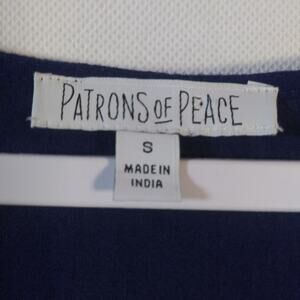 PATRONS OF PEACE
S
MADE IN
INDIA